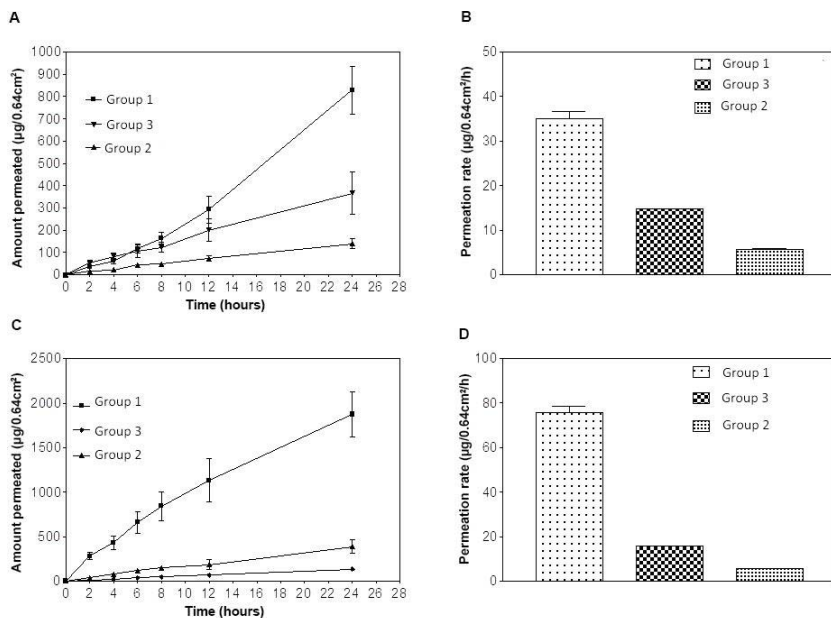 A
Amount permeated (µg/0.64cm²)
1000
900
800
700
600
500
400
300
200
100
0
Group 1
Group 3
Group 2
0 2 4 6 8 10 12 14 16 18 20 22 24 26 28
Time (hours)
B
Permeation rate (µg/0.64cm²/h)
50
40
30
20
10
0
Group 1
Group 3
Group 2
C
Amount permeated (µg/0.64cm²)
2500
2000
1500
1000
500
0
Group 1
Group 3
Group 2
0 2 4 6 8 10 12 14 16 18 20 22 24 26 28
Time (hours)
D
Permeation rate (µg/0.64cm²/h)
100
80
60
40
20
0
Group 1
Group 3
Group 2